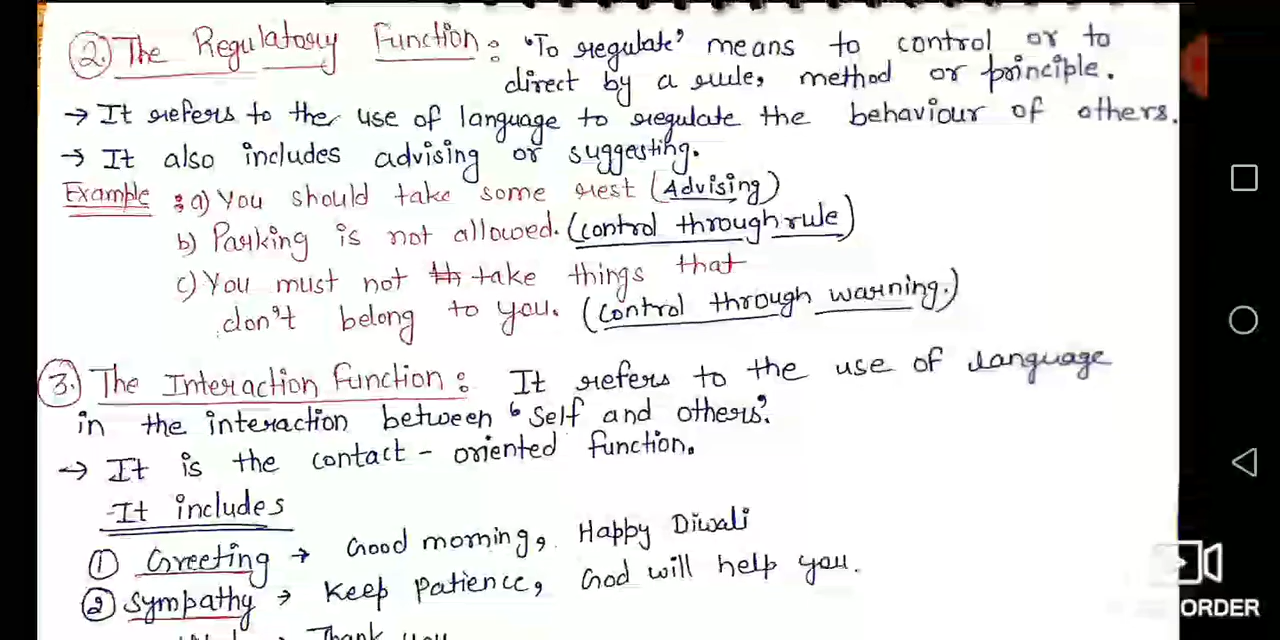 2. The Regulatory Function : 'To regulate' means to control or to
direct by a rule, method or principle.
→ It refers to the use of language to regulate the behaviour of others.
→ It also includes advising or suggesting.
Example : a) You should take some rest (Advising)
b) Parking is not allowed. (control through rule)
c) You must not take things that
don't belong to you. (control through warning.)
3. The Interaction Function : It refers to the use of language
in the interaction between 'Self and others'.
→ It is the contact - oriented function.
It includes
① Greeting → Good morning, Happy Diwali
② Sympathy → Keep Patience, God will help you.
Thank you
ORDER